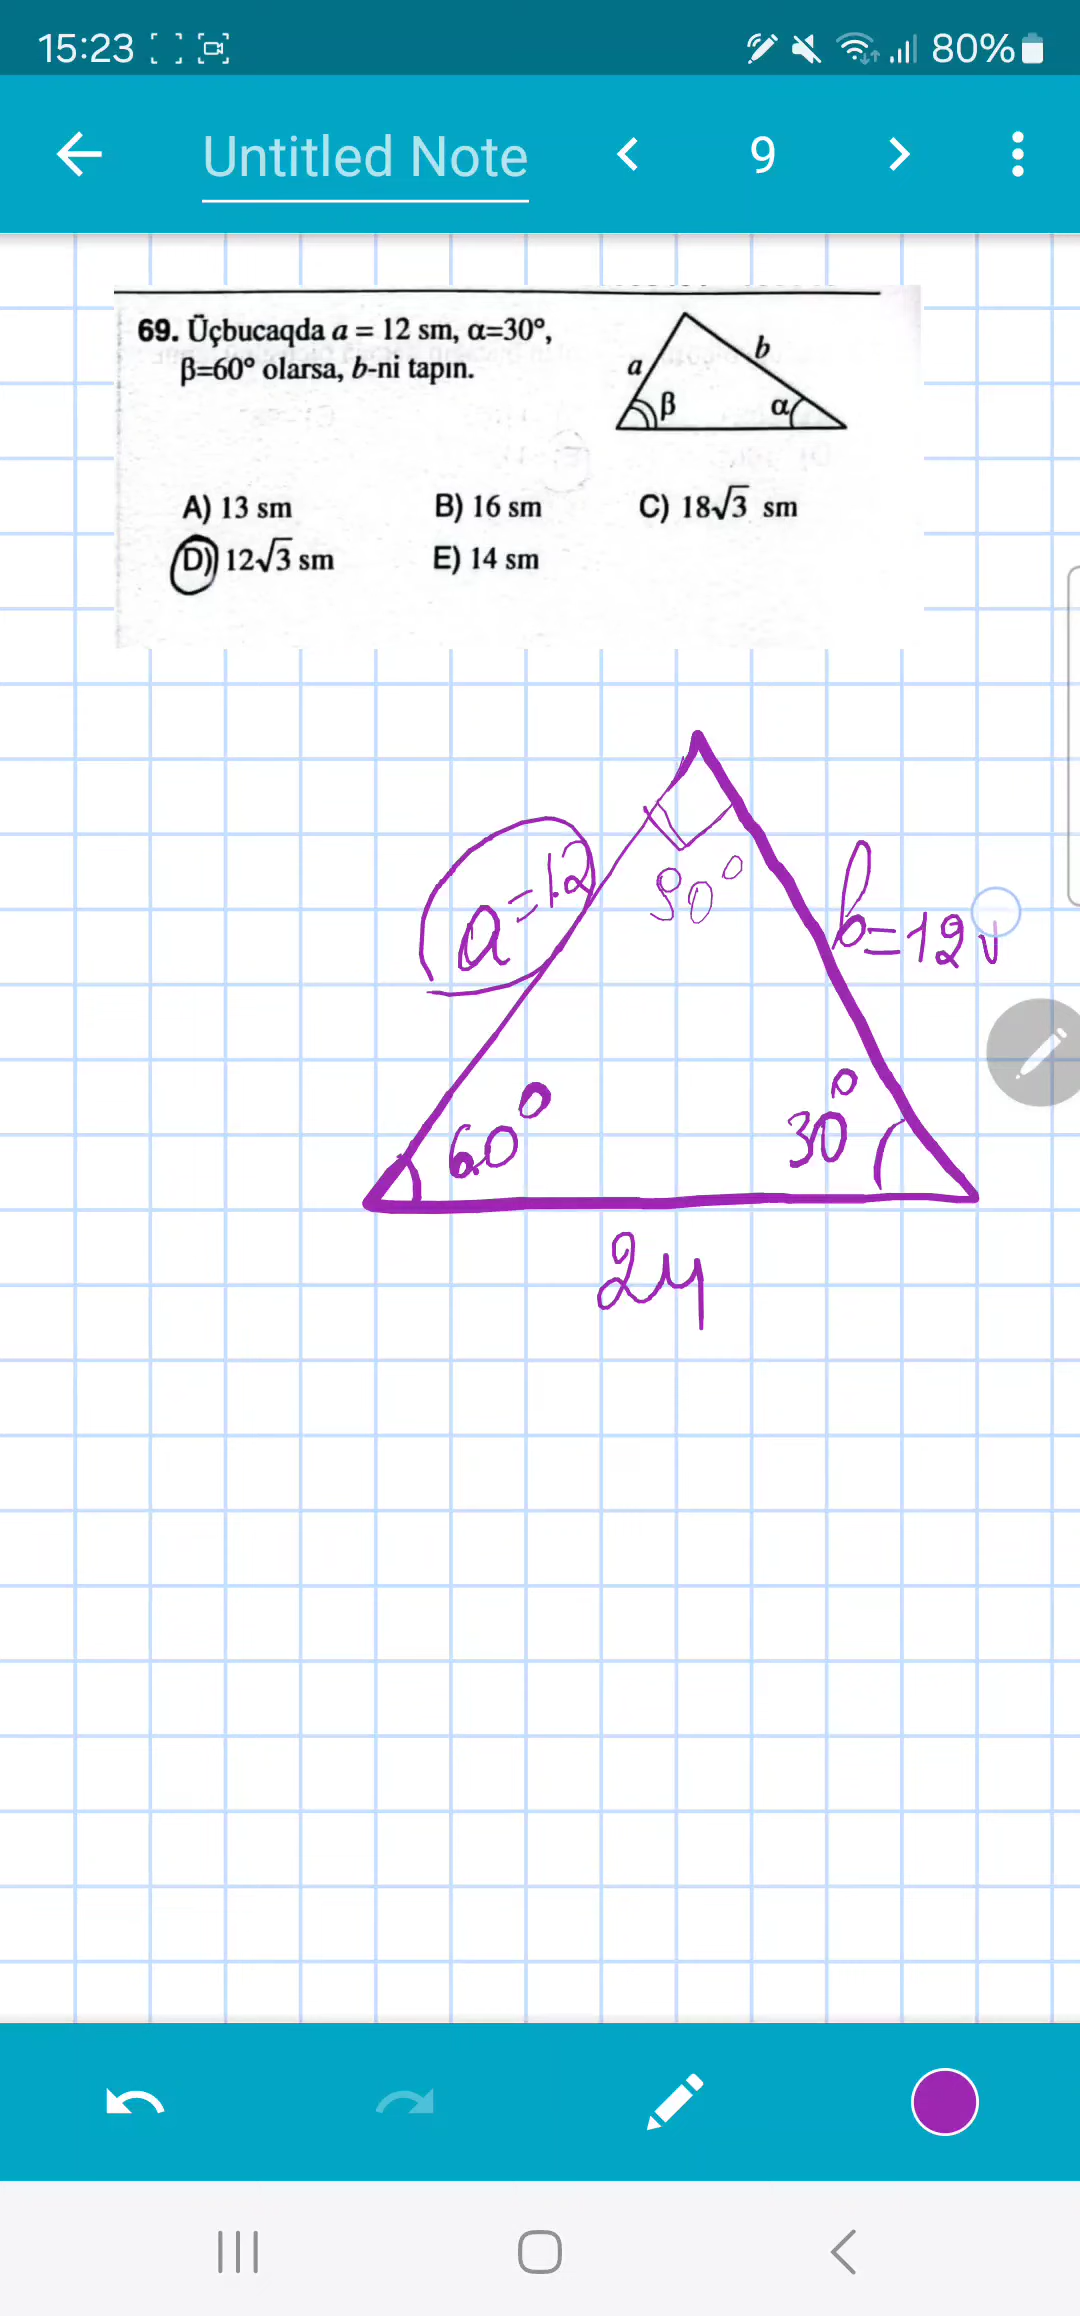 15:23 80%
Untitled Note 9
69. Üçbucaqda a = 12 sm, α=30°,
β=60° olarsa, b-ni tapın.
a b
β α
A) 13 sm B) 16 sm C) 18√3 sm
D) 12√3 sm E) 14 sm
a=12
90°
b=12√
60°
30°
24